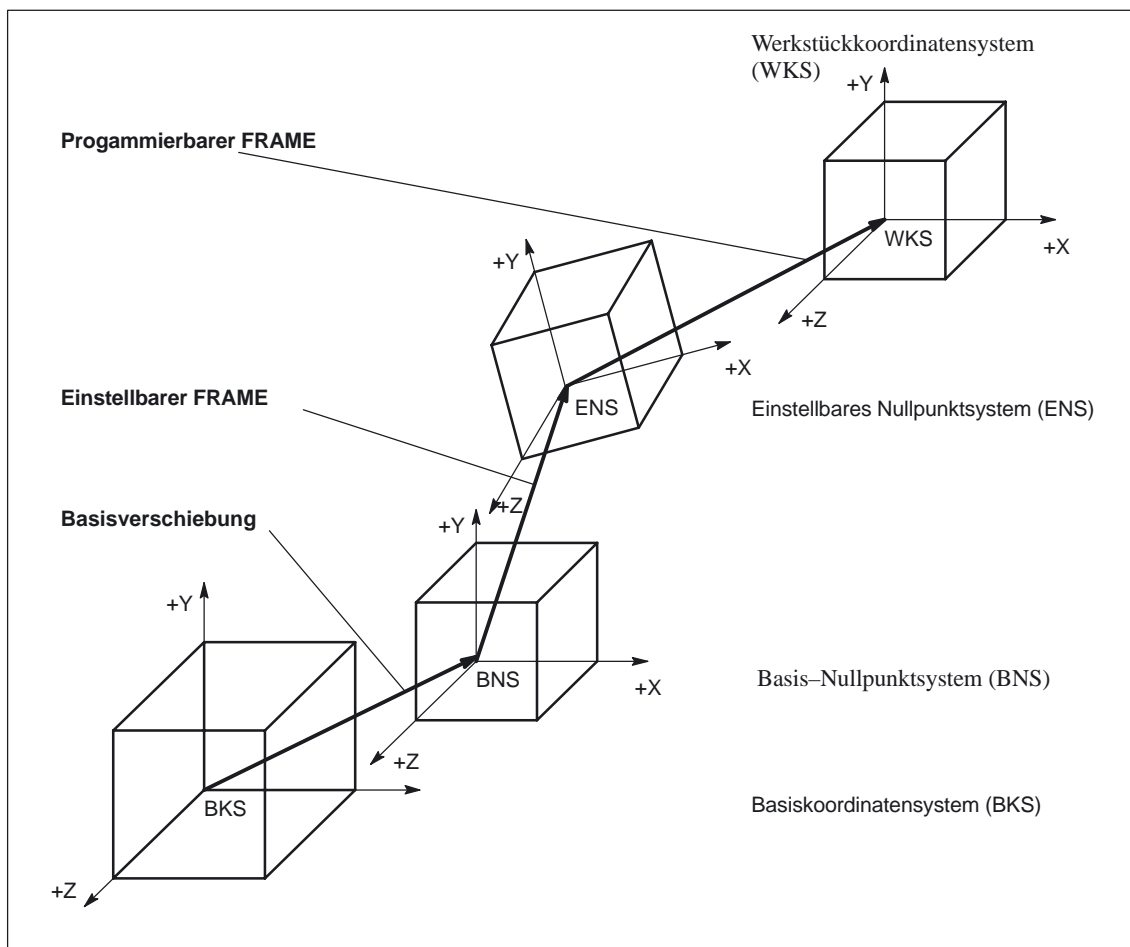 Werkstückkoordinatensystem
(WKS)
+Y
Progammierbarer FRAME
WKS
+X
+Y
+Z
+X
Einstellbarer FRAME
ENS
Einstellbares Nullpunktsystem (ENS)
+Z
Basisverschiebung
+Y
+Y
BNS
+X
Basis–Nullpunktsystem (BNS)
+Z
BKS
Basiskoordinatensystem (BKS)
+Z